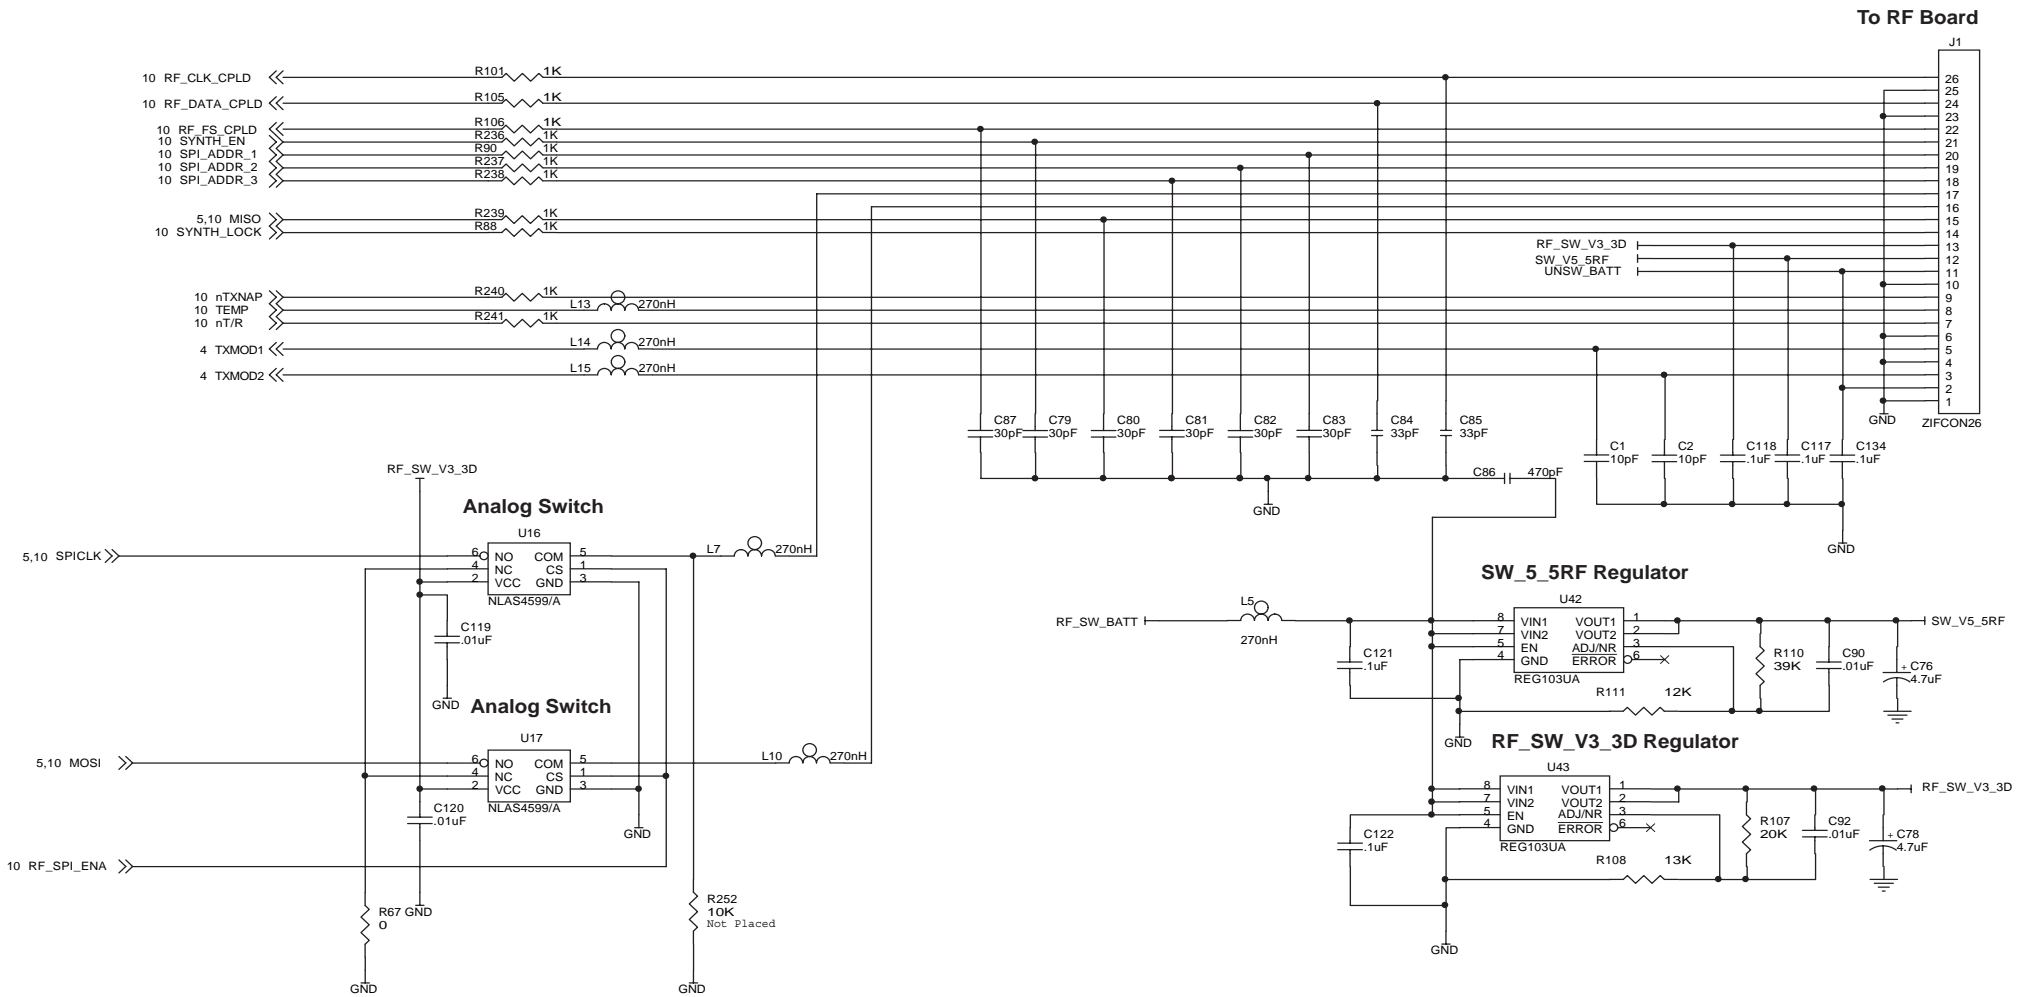 To RF Board
J1
10 RF_CLK_CPLD R101 1K 26
25
10 RF_DATA_CPLD R105 1K 24
23
10 RF_FS_CPLD R106 1K 22
10 SYNTH_EN R236 1K 21
10 SPI_ADDR_1 R90 1K 20
10 SPI_ADDR_2 R237 1K 19
10 SPI_ADDR_3 R238 1K 18
17
16
5,10 MISO R239 1K 15
10 SYNTH_LOCK R88 1K 14
RF_SW_V3_3D 13
SW_V5_5RF 12
UNSW_BATT 11
10
10 nTXNAP R240 1K 9
10 TEMP L13 270nH 8
10 nT/R R241 1K 7
6
4 TXMOD1 L14 270nH 5
4
4 TXMOD2 L15 270nH 3
2
1
GND ZIFCON26
C87 30pF
C79 30pF
C80 30pF
C81 30pF
C82 30pF
C83 30pF
C84 33pF
C85 33pF
C1 10pF
C2 10pF
C118 .1uF
C117 .1uF
C134 .1uF
C86 470pF
GND
GND
RF_SW_V3_3D
Analog Switch
U16
5,10 SPICLK 6 NO COM 5 L7 270nH
4 NC CS 1
2 VCC GND 3
NLAS4599/A
C119
.01uF
GND
Analog Switch
U17
5,10 MOSI 6 NO COM 5 L10 270nH
4 NC CS 1
2 VCC GND 3
NLAS4599/A
C120
.01uF
GND
10 RF_SPI_ENA
R67 GND
0
R252
10K
Not Placed
GND
GND
SW_5_5RF Regulator
U42
RF_SW_BATT L5 270nH
8 VIN1 VOUT1 1 SW_V5_5RF
7 VIN2 VOUT2 2
5 EN ADJ/NR 3
4 GND ERROR 6
REG103UA
C121
.1uF
R110
39K
C90
.01uF
+ C76
4.7uF
R111 12K
GND
RF_SW_V3_3D Regulator
U43
8 VIN1 VOUT1 1 RF_SW_V3_3D
7 VIN2 VOUT2 2
5 EN ADJ/NR 3
4 GND ERROR 6
REG103UA
C122
.1uF
R107
20K
C92
.01uF
+ C78
4.7uF
R108 13K
GND